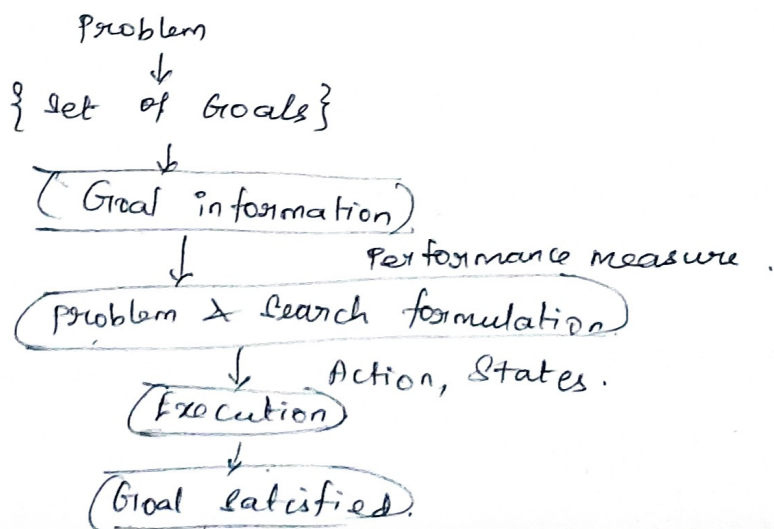 Problem
{ Set of Goals}
Goal information
Performance measure.
Problem & Search formulation
Action, States.
Execution
Goal satisfied.